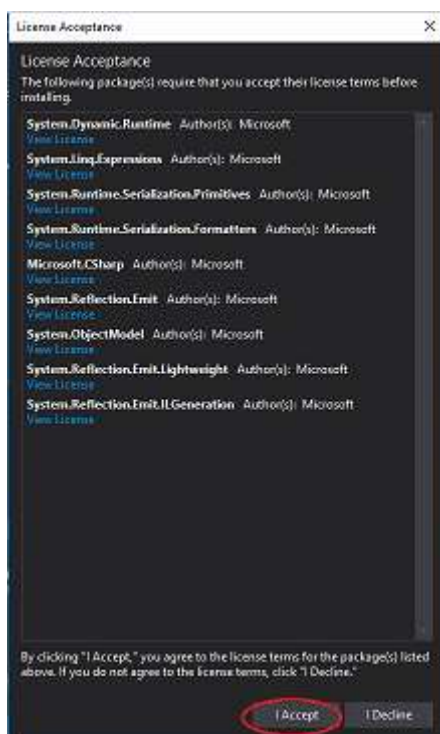 License Acceptance
License Acceptance
The following package(s) require that you accept their license terms before
installing.
System.Dynamic.Runtime Author(s): Microsoft
View License
System.Linq.Expressions Author(s): Microsoft
View License
System.Runtime.Serialization.Primitives Author(s): Microsoft
View License
System.Runtime.Serialization.Formatters Author(s): Microsoft
View License
Microsoft.CSharp Author(s): Microsoft
View License
System.Reflection.Emit Author(s): Microsoft
View License
System.ObjectModel Author(s): Microsoft
View License
System.Reflection.Emit.Lightweight Author(s): Microsoft
View License
System.Reflection.Emit.ILGeneration Author(s): Microsoft
View License
By clicking "I Accept," you agree to the license terms for the package(s) listed
above. If you do not agree to the license terms, click "I Decline."
I Accept I Decline